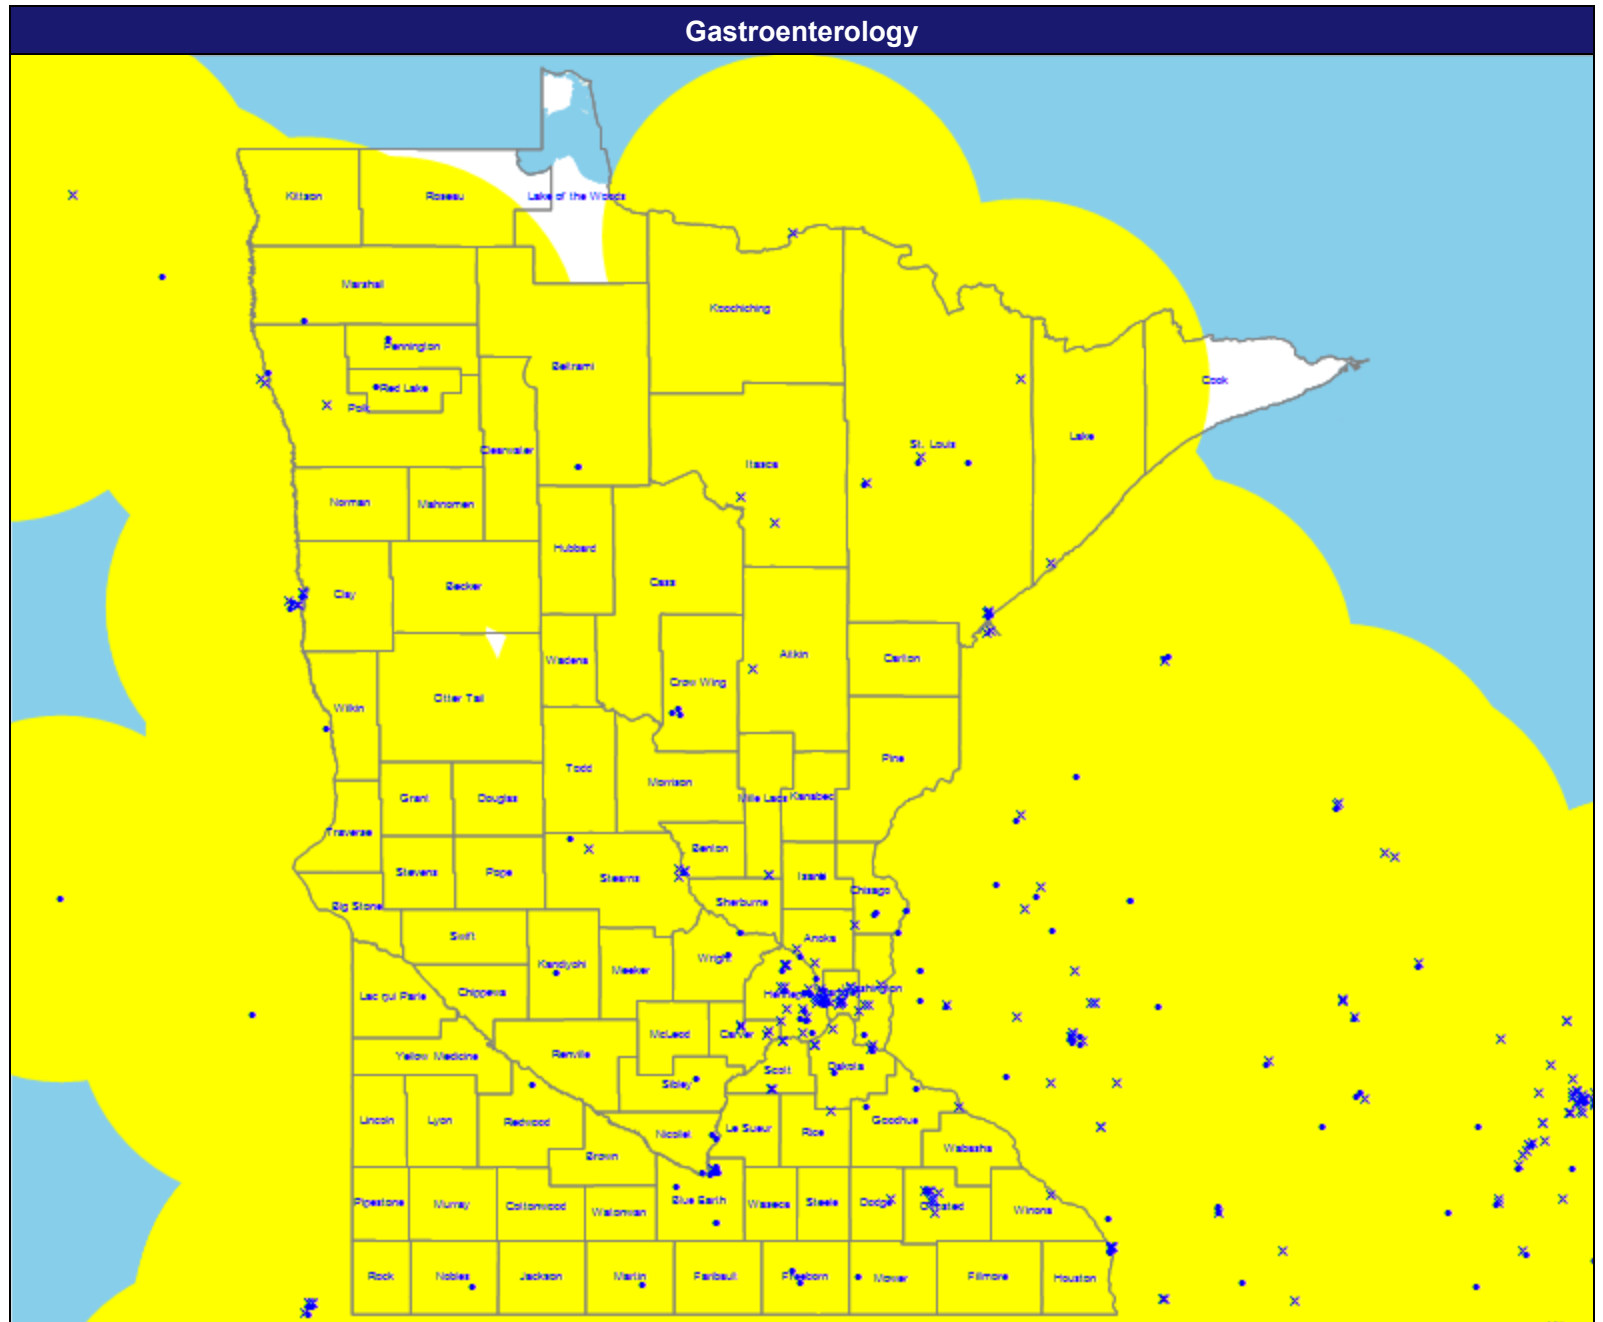 Gastroenterology
Kittson
Roseau
Lake of the Woods
Marshall
Koochiching
Pennington
Beltrami
Cook
Red Lake
Polk
Lake
St. Louis
Clearwater
Itasca
Norman
Mahnomen
Hubbard
Cass
Becker
Clay
Aitkin
Carlton
Wadena
Crow Wing
Otter Tail
Wilkin
Pine
Todd
Morrison
Grant
Douglas
Mille Lacs
Kanabec
Traverse
Benton
Stevens
Pope
Stearns
Isanti
Chisago
Sherburne
Big Stone
Swift
Anoka
Wright
Kandiyohi
Meeker
Chippewa
Lac qui Parle
McLeod
Carver
Renville
Yellow Medicine
Scott
Dakota
Sibley
Lincoln
Lyon
Redwood
Goodhue
Le Sueur
Rice
Nicollet
Wabasha
Brown
Pipestone
Murray
Cottonwood
Watonwan
Blue Earth
Waseca
Steele
Dodge
Olmsted
Winona
Rock
Nobles
Jackson
Martin
Faribault
Freeborn
Mower
Fillmore
Houston